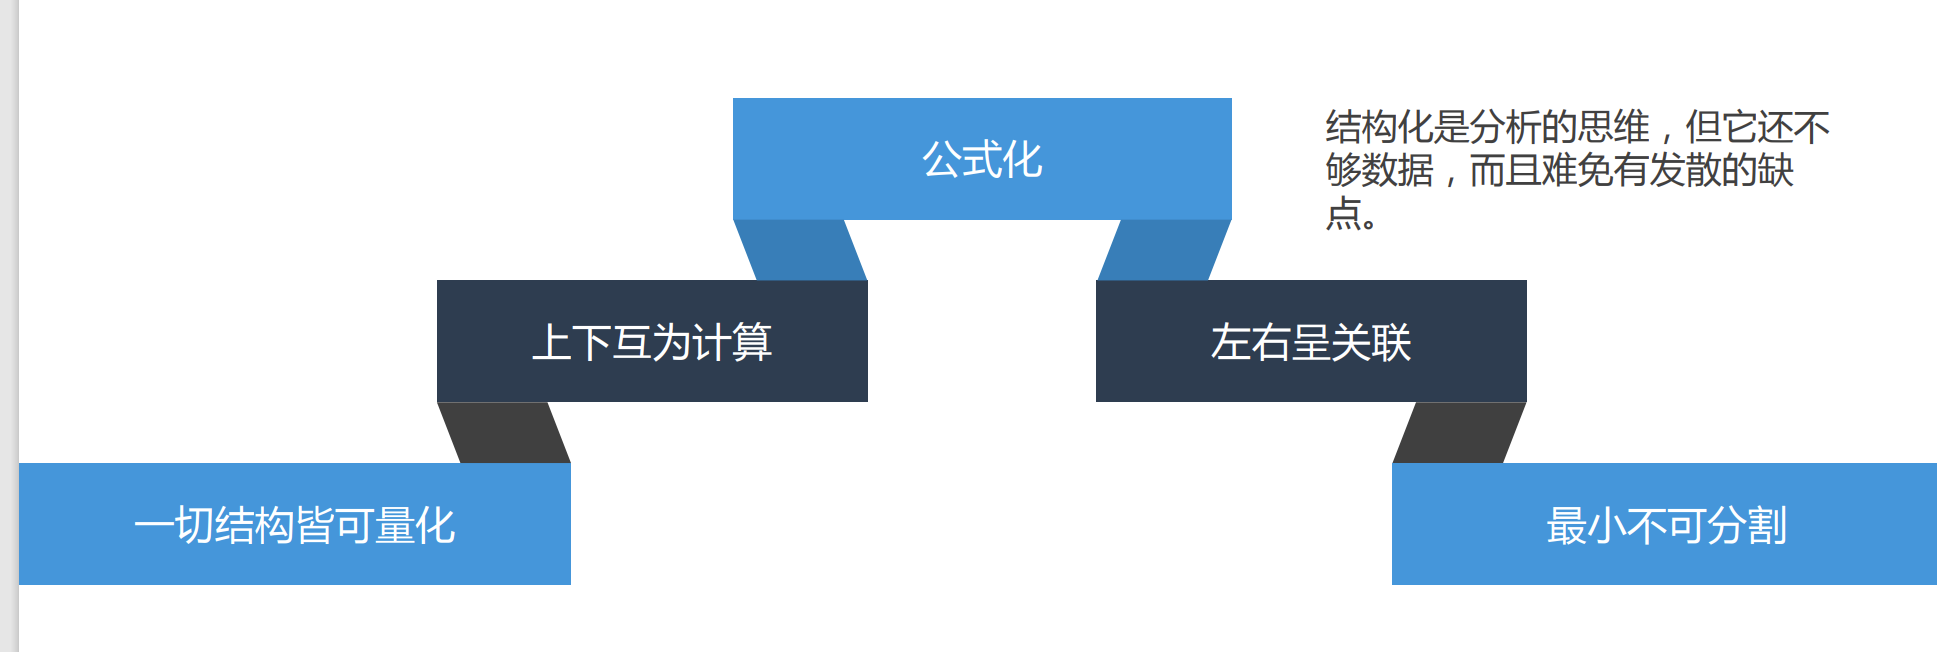 公式化
结构化是分析的思维，但它还不
够数据，而且难免有发散的缺
点。
上下互为计算
左右呈关联
一切结构皆可量化
最小不可分割